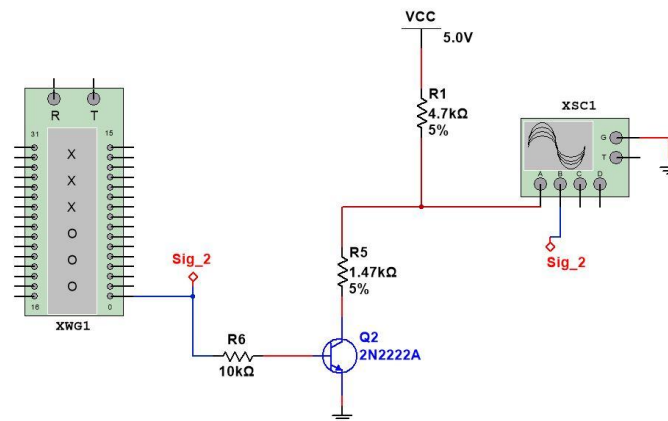 VCC
5.0V
R1
4.7kΩ
5%
XSC1
G
T
A B C D
R T
31 15
X
X
X
O
O
O
16 0
XWG1
Sig_2
R5
1.47kΩ
5%
Sig_2
R6
10kΩ
Q2
2N2222A